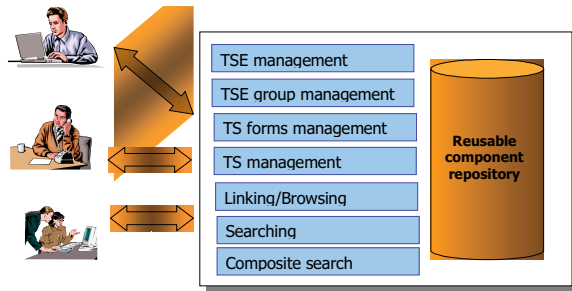 TSE management
TSE group management
TS forms management
TS management
Linking/Browsing
Searching
Composite search
Reusable
component
repository